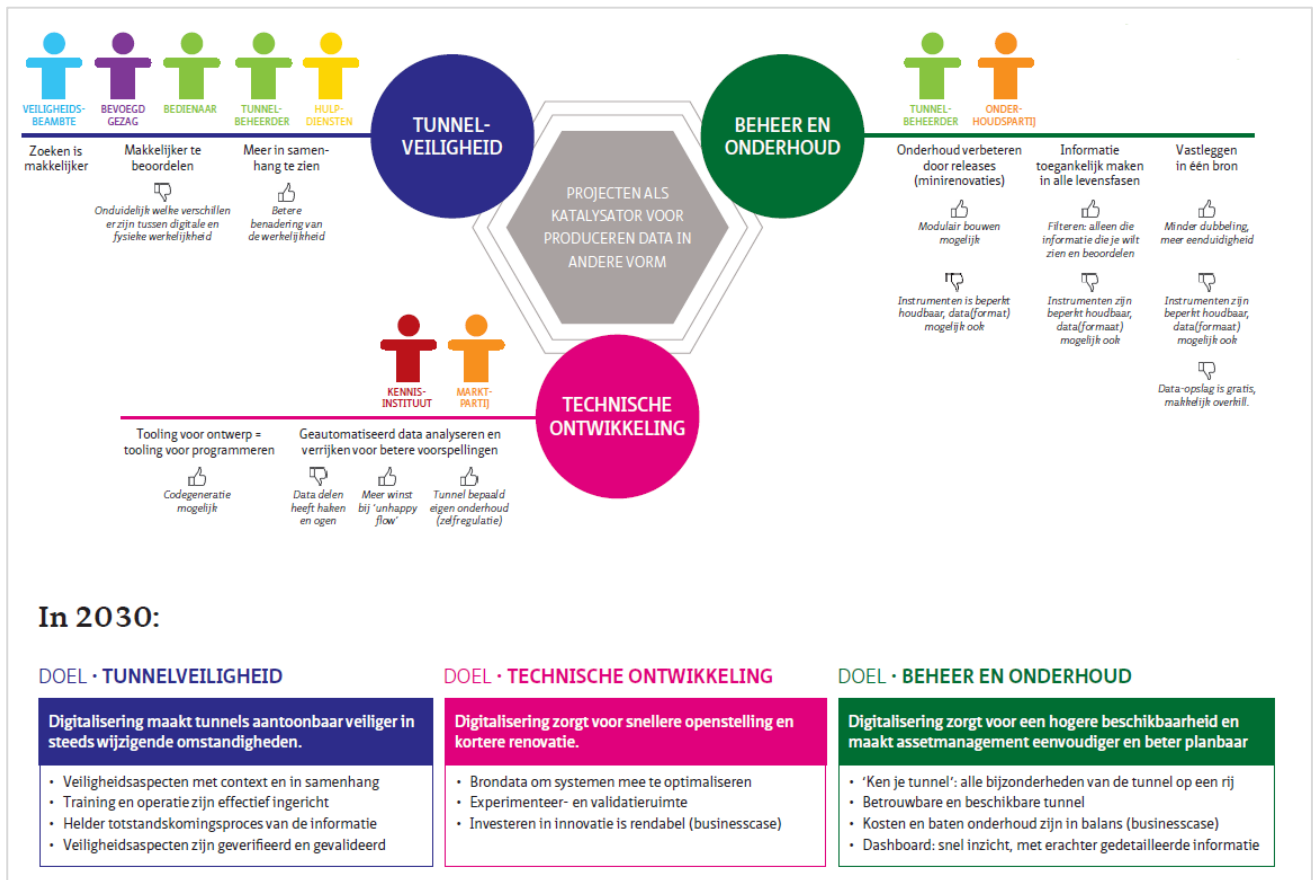 VEILIGHEIDS-
BEAMBTE
BEVOEGD
GEZAG
BEDIENAAR
TUNNEL-
BEHEERDER
HULP-
DIENSTEN
Zoeken is
makkelijker
Makkelijker te
beoordelen
Onduidelijk welke verschillen
er zijn tussen digitale en
fysieke werkelijkheid
Meer in samen-
hang te zien
Betere
benadering van
de werkelijkheid
TUNNEL-
VEILIGHEID
PROJECTEN ALS
KATALYSATOR VOOR
PRODUCEREN DATA IN
ANDERE VORM
BEHEER EN
ONDERHOUD
TUNNEL-
BEHEERDER
ONDER-
HOUDSPARTIJ
Onderhoud verbeteren
door releases
(minirenovaties)
Modulair bouwen
mogelijk
Instrumenten is beperkt
houdbaar, data(format)
mogelijk ook
Informatie
toegankelijk maken
in alle levensfasen
Filteren: alleen die
informatie die je wilt
zien en beoordelen
Instrumenten zijn
beperkt houdbaar,
data(formaat)
mogelijk ook
Vastleggen
in één bron
Minder dubbeling,
meer eenduidigheid
Instrumenten zijn
beperkt houdbaar,
data(formaat)
mogelijk ook
Data-opslag is gratis,
makkelijk overkill.
KENNIS-
INSTITUUT
MARKT-
PARTIJ
TECHNISCHE
ONTWIKKELING
Tooling voor ontwerp =
tooling voor programmeren
Codegeneratie
mogelijk
Geautomatiseerd data analyseren en
verrijken voor betere voorspellingen
Data delen
heeft haken
en ogen
Meer winst
bij 'unhappy
flow'
Tunnel bepaald
eigen onderhoud
(zelfregulatie)
In 2030:
DOEL · TUNNELVEILIGHEID
Digitalisering maakt tunnels aantoonbaar veiliger in
steeds wijzigende omstandigheden.
• Veiligheidsaspecten met context en in samenhang
• Training en operatie zijn effectief ingericht
• Helder totstandskomingsproces van de informatie
• Veiligheidsaspecten zijn geverifieerd en gevalideerd
DOEL · TECHNISCHE ONTWIKKELING
Digitalisering zorgt voor snellere openstelling en
kortere renovatie.
• Brondata om systemen mee te optimaliseren
• Experimenteer- en validatieruimte
• Investeren in innovatie is rendabel (businesscase)
DOEL · BEHEER EN ONDERHOUD
Digitalisering zorgt voor een hogere beschikbaarheid en
maakt assetmanagement eenvoudiger en beter planbaar
• 'Ken je tunnel': alle bijzonderheden van de tunnel op een rij
• Betrouwbare en beschikbare tunnel
• Kosten en baten onderhoud zijn in balans (businesscase)
• Dashboard: snel inzicht, met erachter gedetailleerde informatie